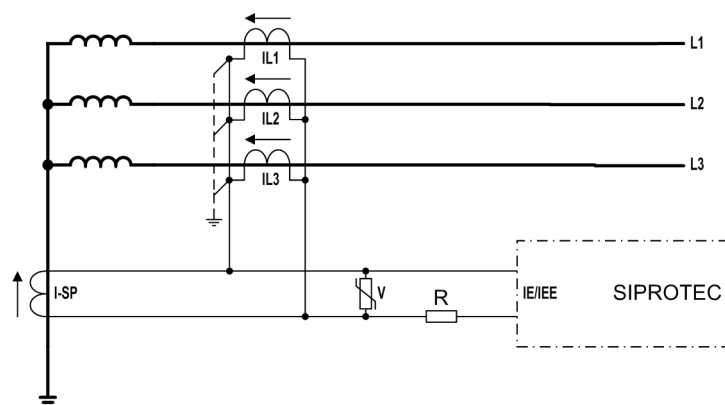 L1
IL1
L2
IL2
L3
IL3
I-SP
V
R
IE/IEE
SIPROTEC